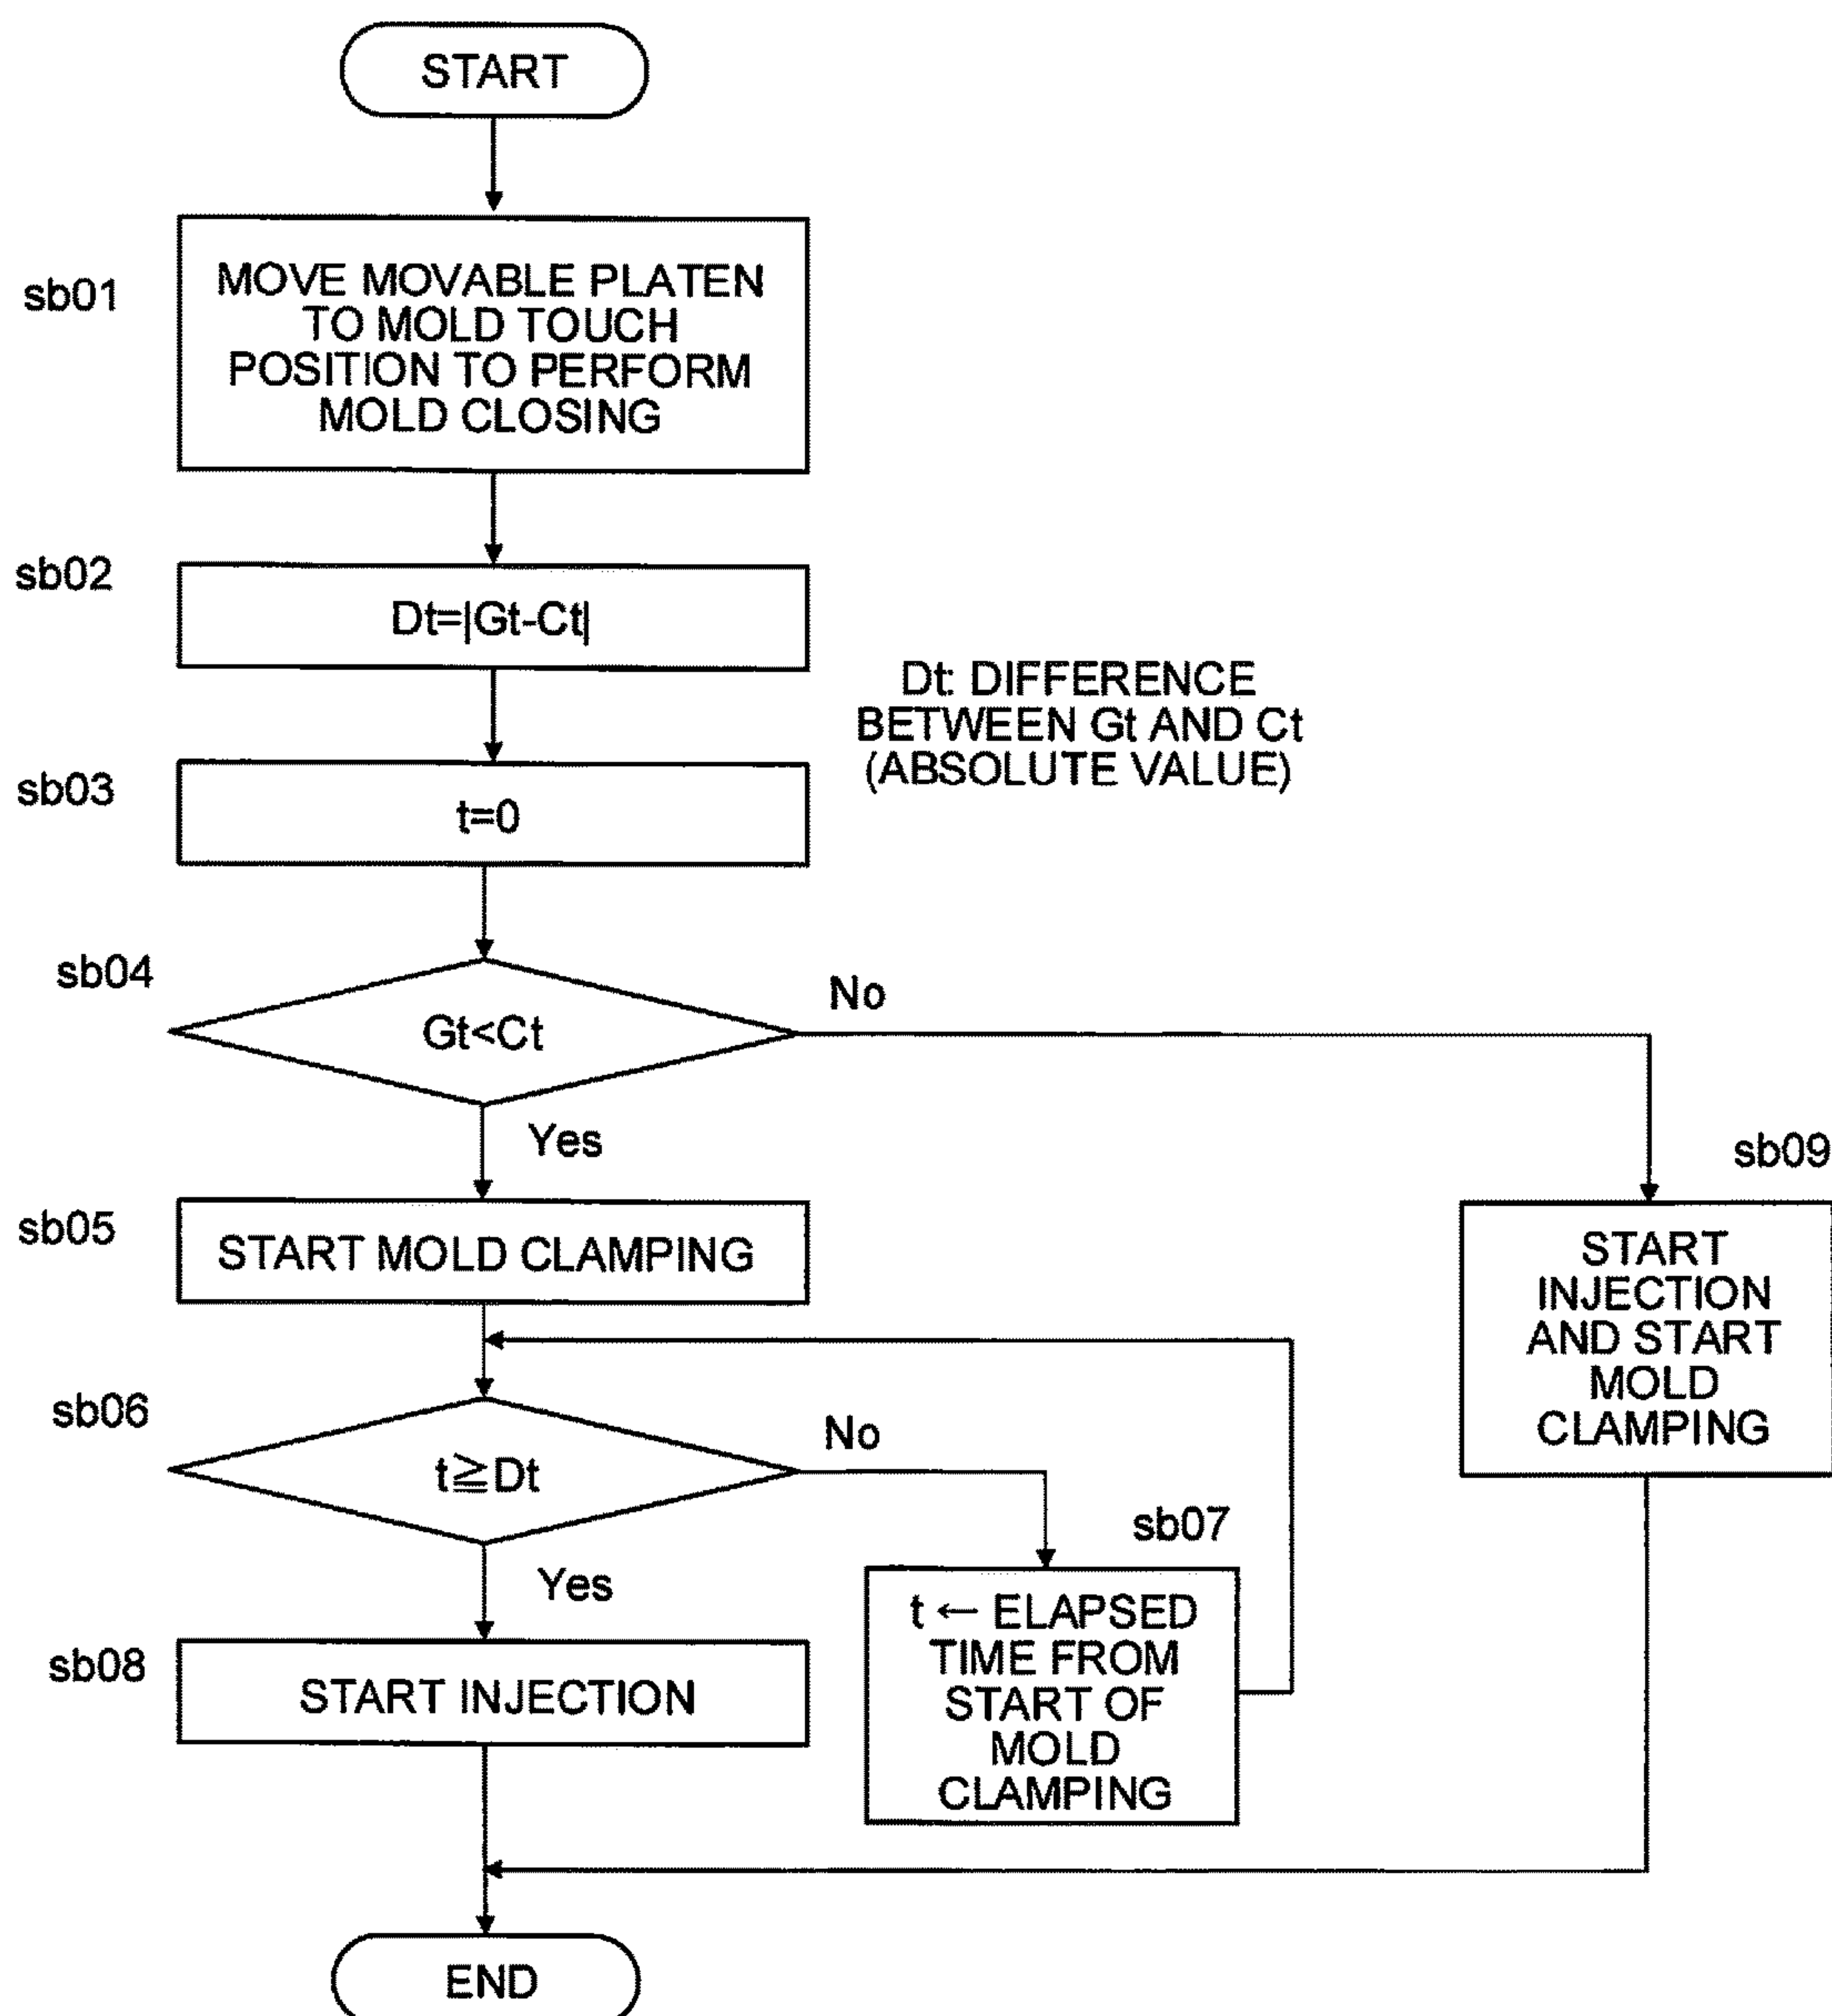 START
sb01
MOVE MOVABLE PLATEN
TO MOLD TOUCH
POSITION TO PERFORM
MOLD CLOSING
sb02
Dt=|Gt-Ct|
Dt: DIFFERENCE
BETWEEN Gt AND Ct
(ABSOLUTE VALUE)
sb03
t=0
sb04
Gt<Ct
No
Yes
sb05
START MOLD CLAMPING
sb09
START
INJECTION
AND START
MOLD
CLAMPING
sb06
t≧Dt
No
Yes
sb07
t ← ELAPSED
TIME FROM
START OF
MOLD
CLAMPING
sb08
START INJECTION
END